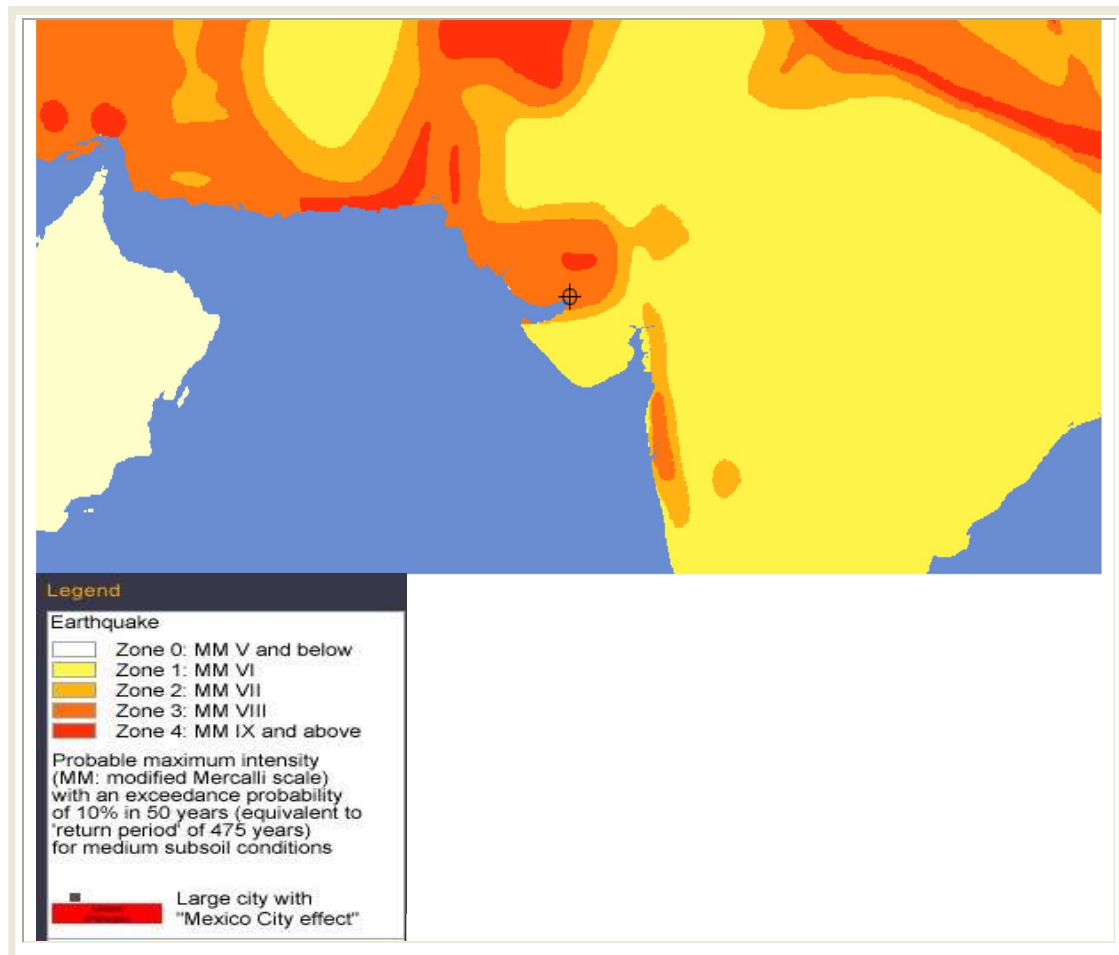 Legend
Earthquake
Zone 0: MM V and below
Zone 1: MM VI
Zone 2: MM VII
Zone 3: MM VIII
Zone 4: MM IX and above
Probable maximum intensity
(MM: modified Mercalli scale)
with an exceedance probability
of 10% in 50 years (equivalent to
'return period' of 475 years)
for medium subsoil conditions
Large city with
"Mexico City effect"